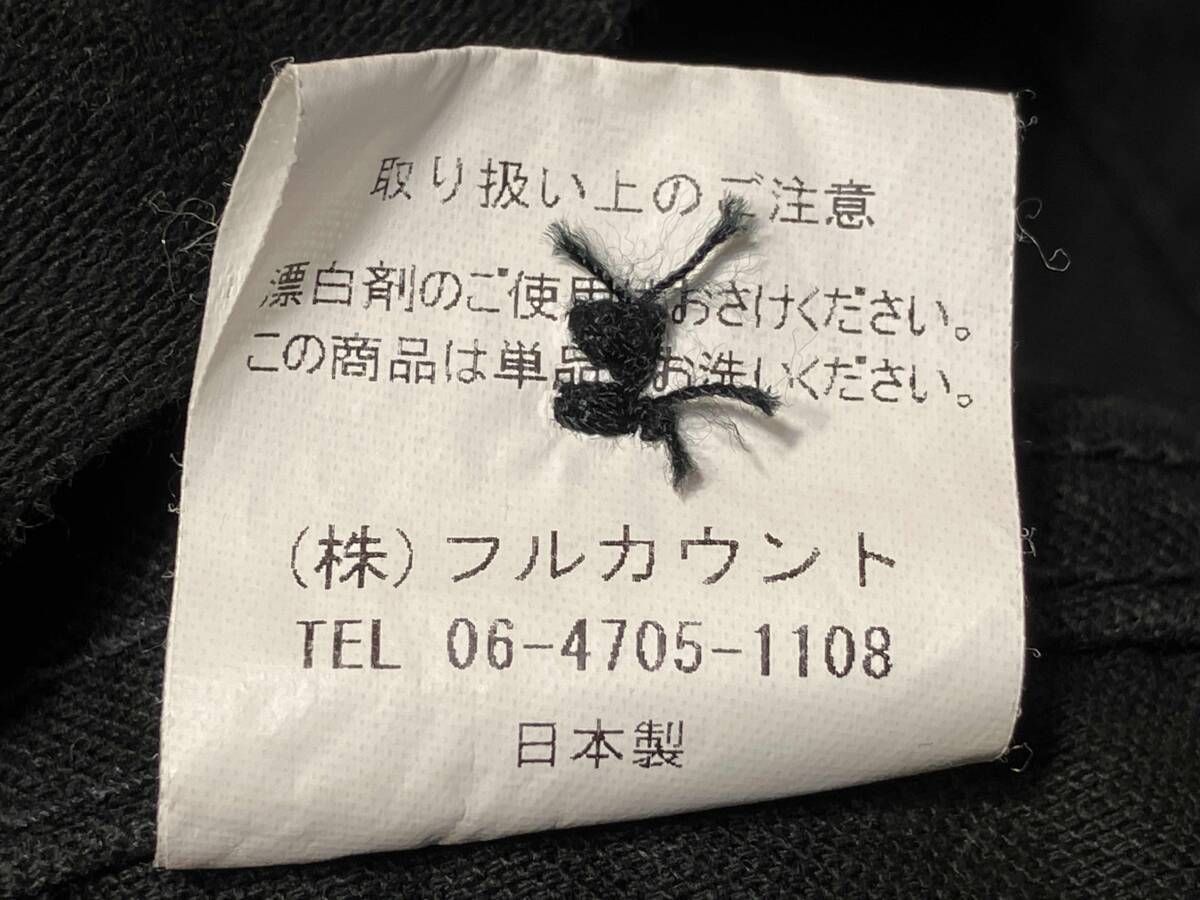 取り扱い上のご注意
漂白剤のご使用はおさけください。
この商品は単品でお洗いください。
(株)フルカウント
TEL 06-4705-1108
日本製